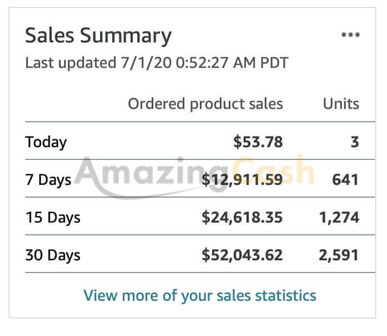 Sales Summary
Last updated 7/1/20 0:52:27 AM PDT
Ordered product sales Units
Today $53.78 3
AmazingCash
7 Days $12,911.59 641
15 Days $24,618.35 1,274
30 Days $52,043.62 2,591
View more of your sales statistics